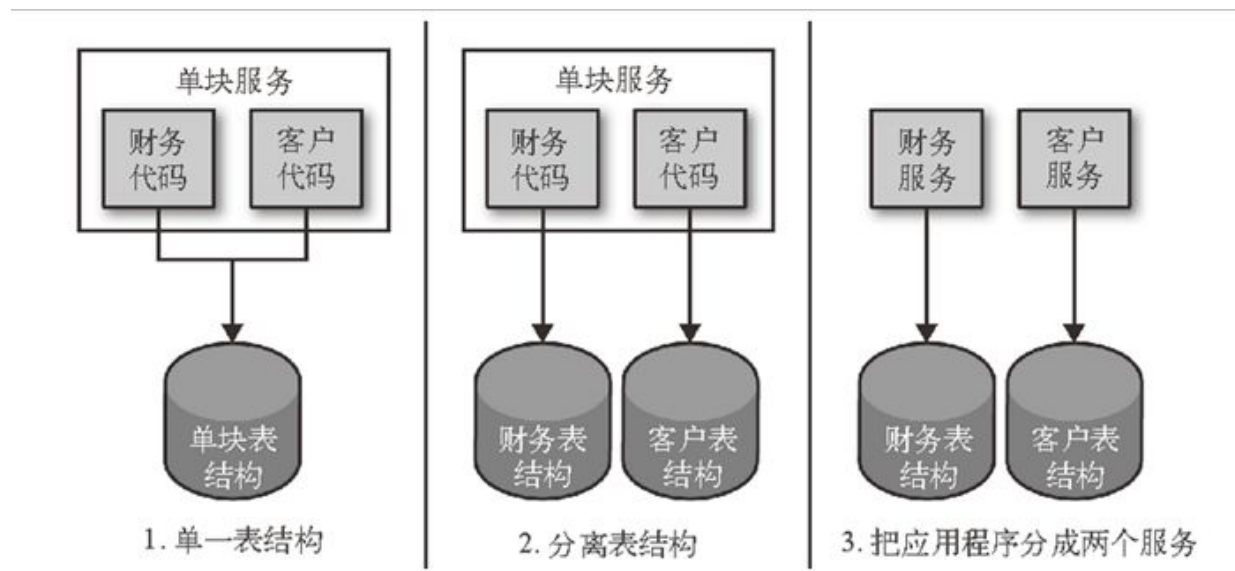 单块服务
财务
代码
客户
代码
单块表
结构
1. 单一表结构
单块服务
财务
代码
客户
代码
财务表
结构
客户表
结构
2. 分离表结构
财务
服务
客户
服务
财务表
结构
客户表
结构
3. 把应用程序分成两个服务